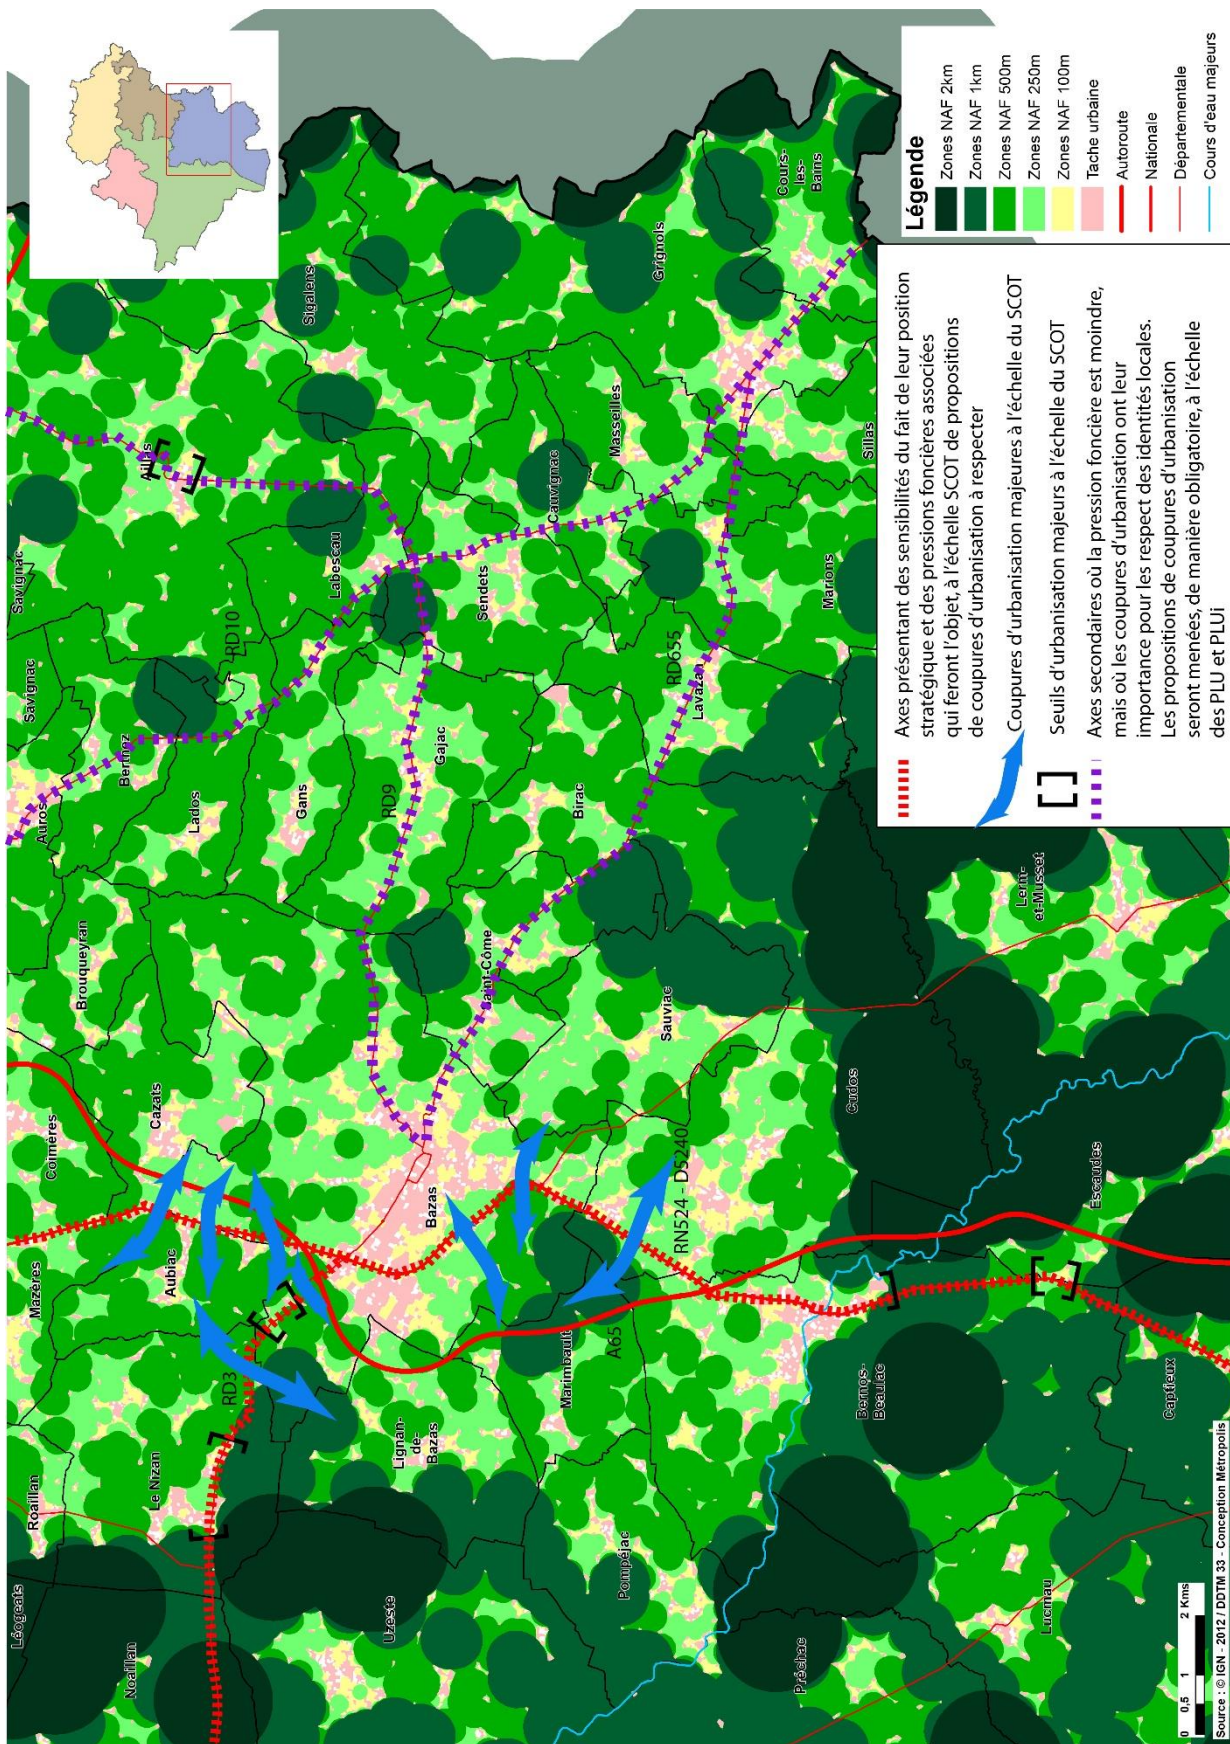 Léogeats
Roaillan
Mazères
Coimères
Brouqueyran
Auros
Savignac
Savignac
Noaillan
Le Nizan
Aubiac
Cazats
Lados
Berthez
Aillas
RD3
RD10
Gans
Labescau
Sigalens
Uzeste
Lignan-
de-
Bazas
Bazas
RD9
Gajac
Sendets
Saint-Côme
Cauvignac
Marimbault
Birac
Masseilles
Grignols
A65
Pompéjac
Sauviac
RN524 - D5240
RD655
Lavazan
Cours-
les-
Bains
Préchac
Bernos-
Beaulac
Cudos
Marions
Sillas
Lucmau
Captieux
Escaudes
Lerm-
et-Musset
Axes présentant des sensibilités du fait de leur position
stratégique et des pressions foncières associées
qui feront l'objet, à l'échelle SCOT de propositions
de coupures d'urbanisation à respecter
Coupures d'urbanisation majeures à l'échelle du SCOT
Seuils d'urbanisation majeurs à l'échelle du SCOT
Axes secondaires où la pression foncière est moindre,
mais où les coupures d'urbanisation ont leur
importance pour les respect des identités locales.
Les propositions de coupures d'urbanisation
seront menées, de manière obligatoire, à l'échelle
des PLU et PLUi
Légende
Zones NAF 2km
Zones NAF 1km
Zones NAF 500m
Zones NAF 250m
Zones NAF 100m
Tache urbaine
Autoroute
Nationale
Départementale
Cours d'eau majeurs
0 0,5 1 2 Kms
Source : © IGN - 2012 / DDTM 33 - Conception Métropolis